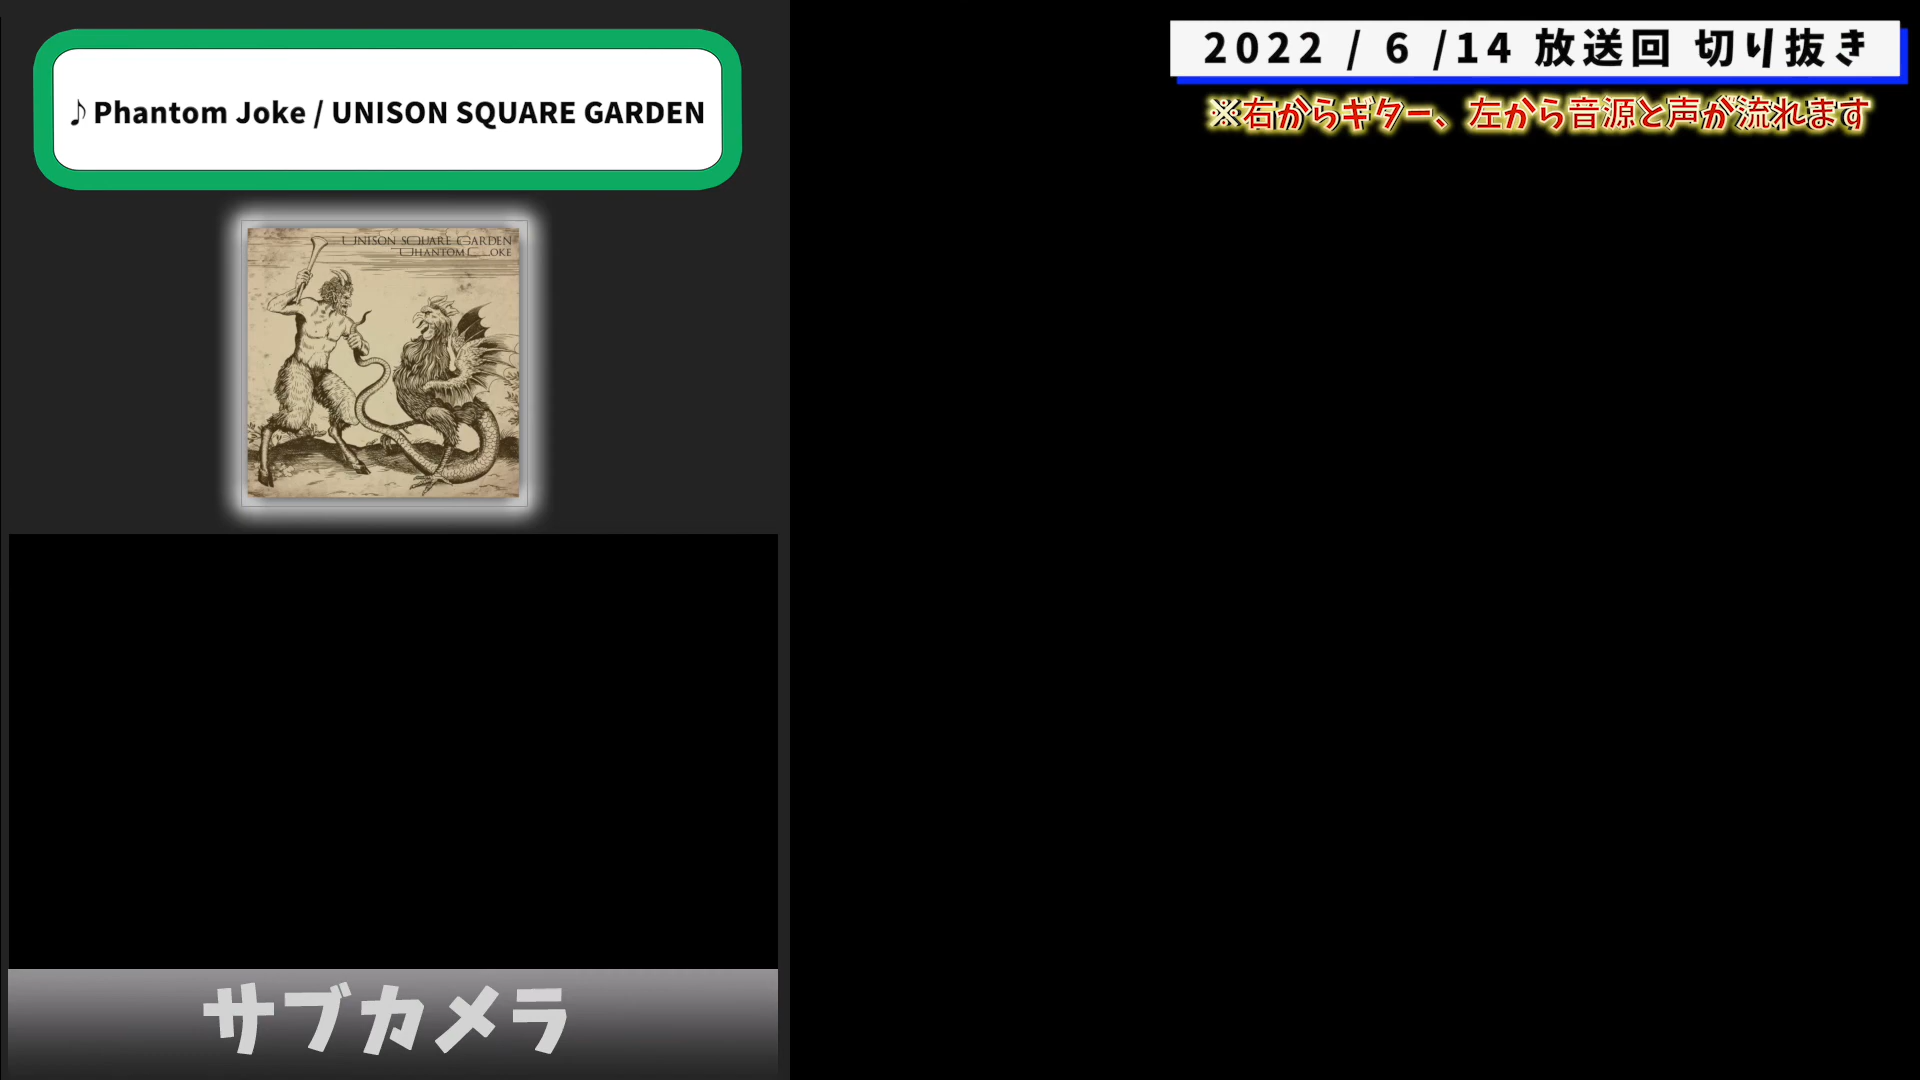 ♪Phantom Joke / UNISON SQUARE GARDEN
UNISON SQUARE GARDEN
PHANTOM JOKE
2022 / 6 /14 放送回 切り抜き
※右からギター、左から音源と声が流れます
サブカメラ